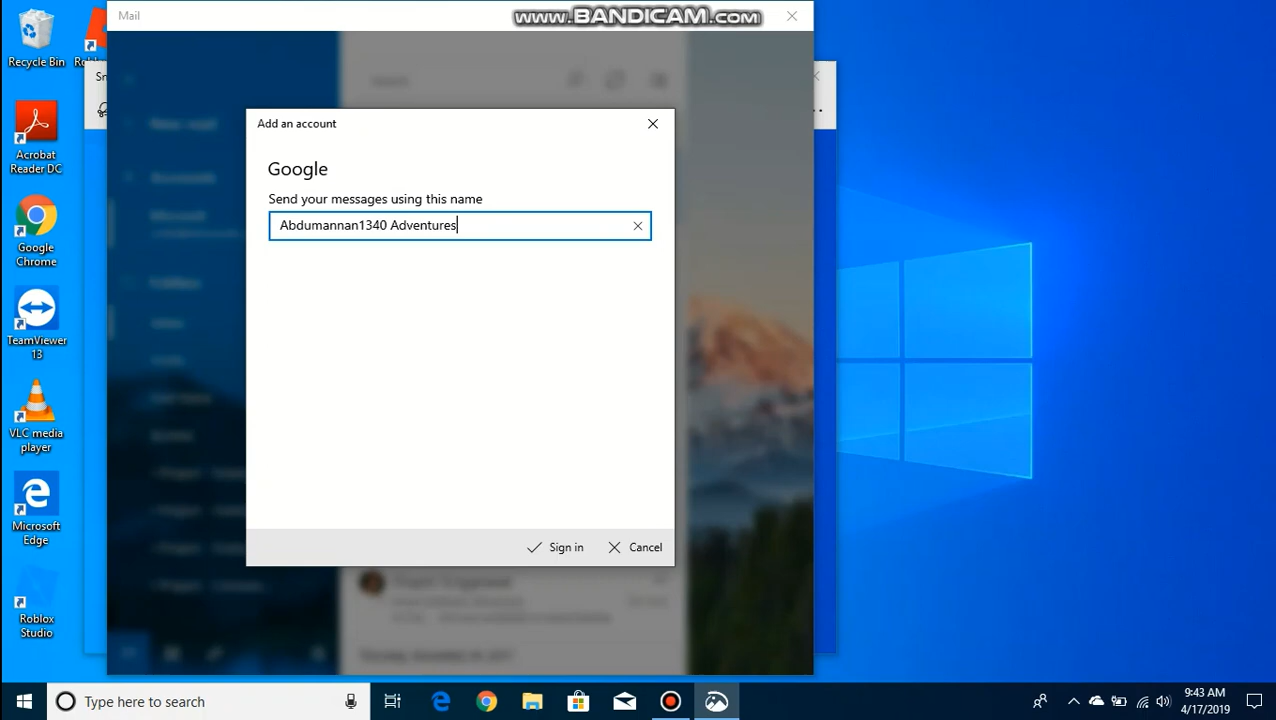 Mail
www.BANDICAM.com
Recycle Bin
Acrobat
Reader DC
Google
Chrome
TeamViewer
13
VLC media
player
Microsoft
Edge
Roblox
Studio
Add an account
Google
Send your messages using this name
Abdumannan1340 Adventures
Sign in
Cancel
Type here to search
9:43 AM
4/17/2019